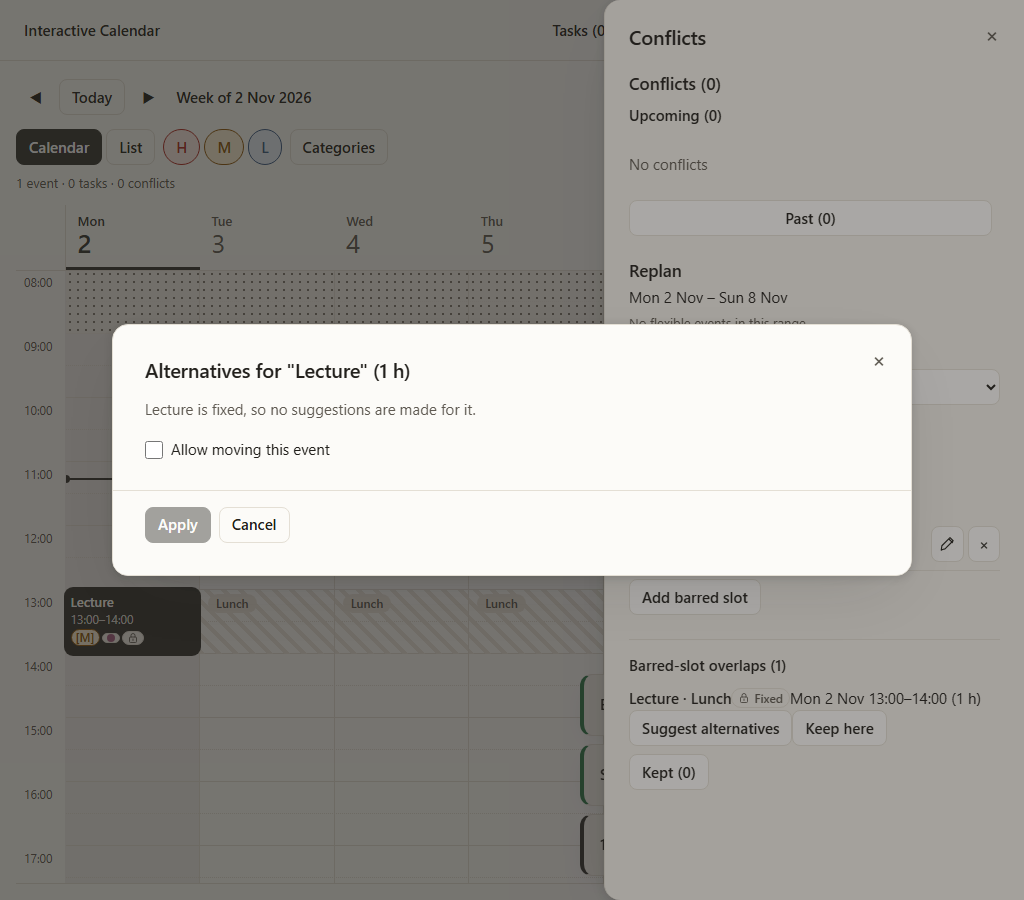 Interactive Calendar
Tasks (0
◀ Today ▶ Week of 2 Nov 2026
Calendar List H M L Categories
1 event · 0 tasks · 0 conflicts
Mon Tue Wed Thu
2 3 4 5
08:00
09:00
10:00
11:00
12:00
13:00
14:00
15:00
16:00
17:00
Lecture
13:00–14:00
[M]
Lunch Lunch Lunch
Conflicts ×
Conflicts (0)
Upcoming (0)
No conflicts
Past (0)
Replan
Mon 2 Nov – Sun 8 Nov
No flexible events in this range
Alternatives for "Lecture" (1 h) ×
Lecture is fixed, so no suggestions are made for it.
Allow moving this event
Apply Cancel
×
Add barred slot
Barred-slot overlaps (1)
Lecture · Lunch Fixed Mon 2 Nov 13:00–14:00 (1 h)
Suggest alternatives Keep here
Kept (0)